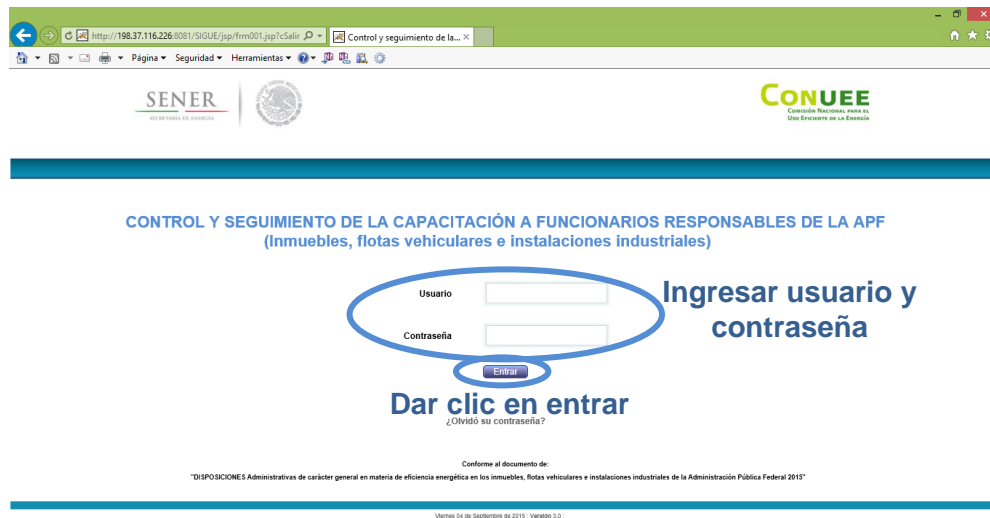 http://198.37.116.226:8081/SIGUE/jsp/frm001.jsp?cSalir
Control y seguimiento de la...
Página Seguridad Herramientas
SENER
SECRETARÍA DE ENERGÍA
CONUEE
COMISIÓN NACIONAL PARA EL
USO EFICIENTE DE LA ENERGÍA
CONTROL Y SEGUIMIENTO DE LA CAPACITACIÓN A FUNCIONARIOS RESPONSABLES DE LA APF
(Inmuebles, flotas vehiculares e instalaciones industriales)
Usuario
Ingresar usuario y
contraseña
Contraseña
Entrar
Dar clic en entrar
¿Olvidó su contraseña?
Conforme al documento de:
"DISPOSICIONES Administrativas de carácter general en materia de eficiencia energética en los inmuebles, flotas vehiculares e instalaciones industriales de la Administración Pública Federal 2015"
Viernes 04 de Septiembre de 2015 : Versión 3.0 :